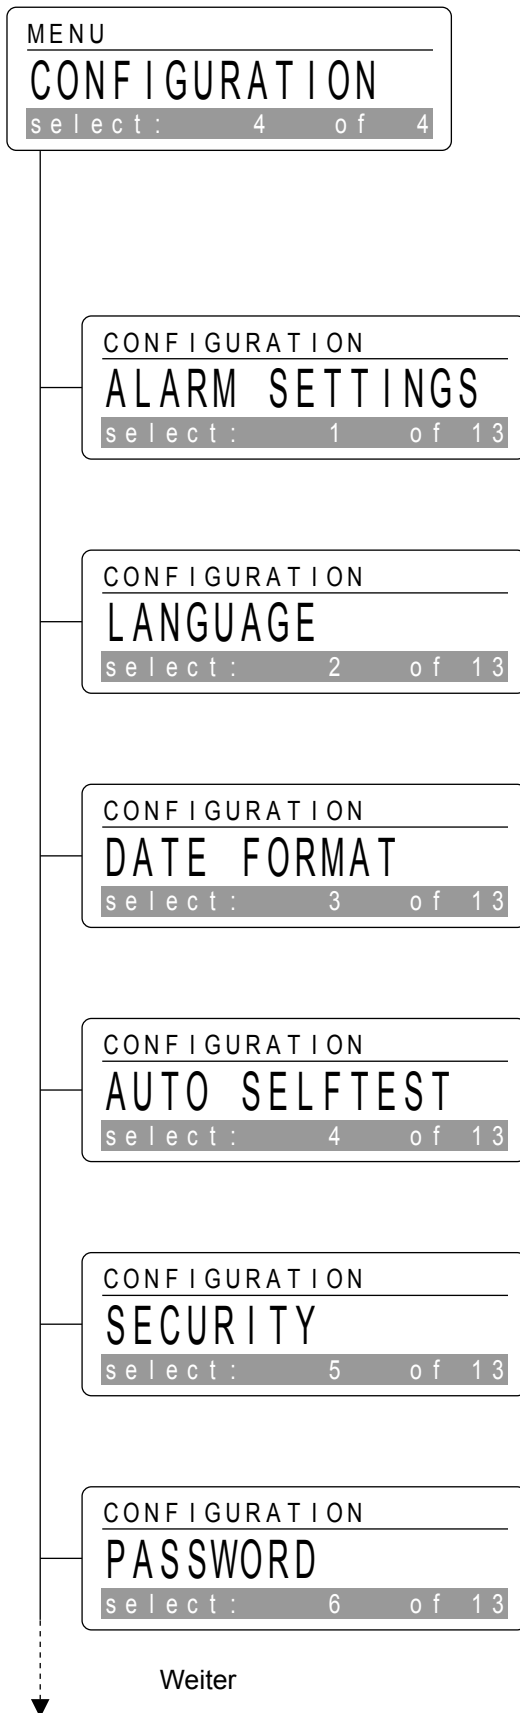 MENU
CONFIGURATION
select: 4 of 4
CONFIGURATION
ALARM SETTINGS
select: 1 of 13
CONFIGURATION
LANGUAGE
select: 2 of 13
CONFIGURATION
DATE FORMAT
select: 3 of 13
CONFIGURATION
AUTO SELFTEST
select: 4 of 13
CONFIGURATION
SECURITY
select: 5 of 13
CONFIGURATION
PASSWORD
select: 6 of 13
Weiter